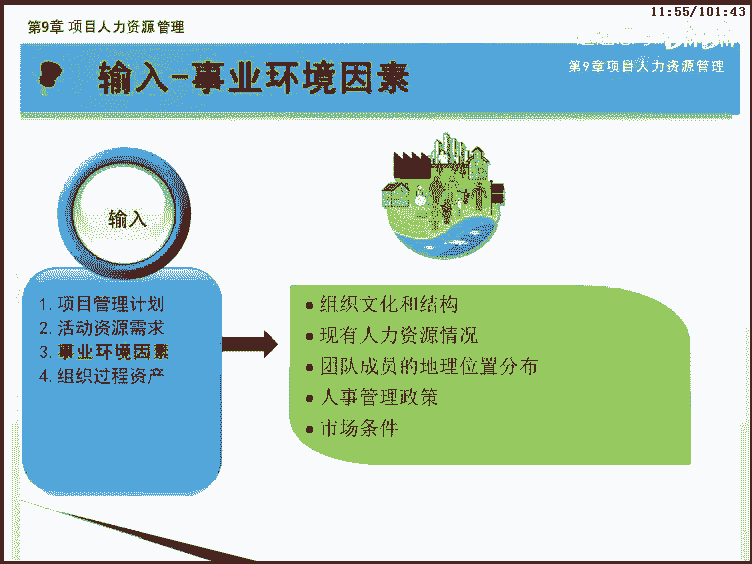 11:55/101:43
第9章 项目人力资源管理
输入-事业环境因素
第9章项目人力资源管理
输入
1. 项目管理计划
2. 活动资源需求
3. 事业环境因素
4. 组织过程资产
•组织文化和结构
•现有人力资源情况
•团队成员的地理位置分布
•人事管理政策
•市场条件